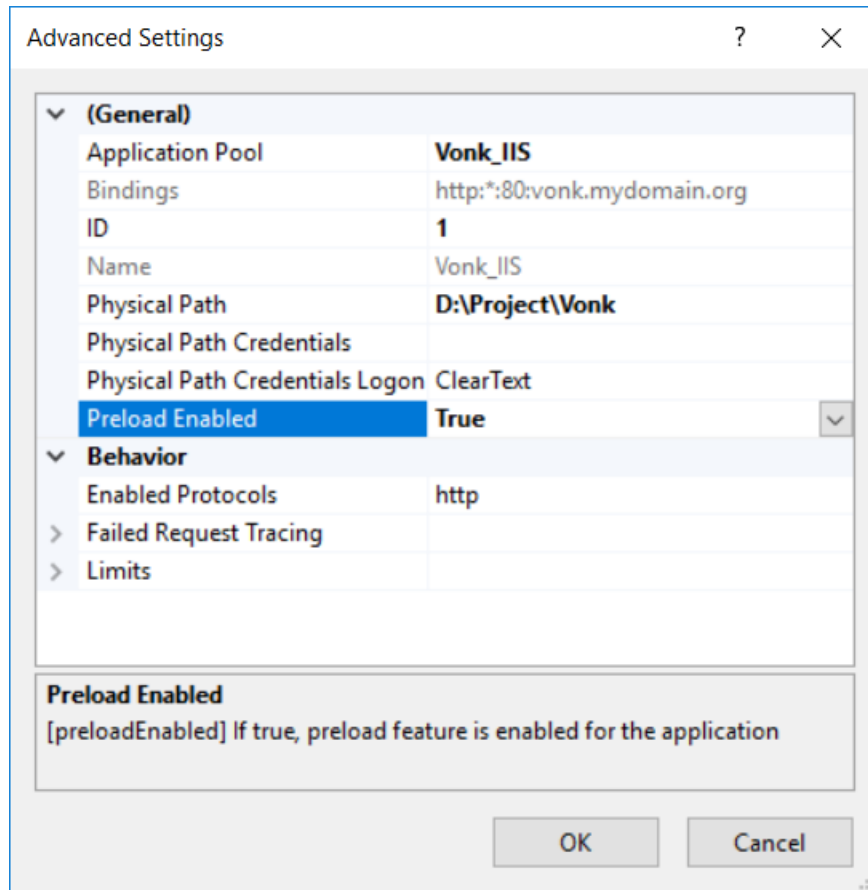 Advanced Settings ?
(General)
Application Pool Vonk_IIS
Bindings http:*:80:vonk.mydomain.org
ID 1
Name Vonk_IIS
Physical Path D:\Project\Vonk
Physical Path Credentials
Physical Path Credentials Logon ClearText
Preload Enabled True
Behavior
Enabled Protocols http
Failed Request Tracing
Limits
Preload Enabled
[preloadEnabled] If true, preload feature is enabled for the application
OK Cancel